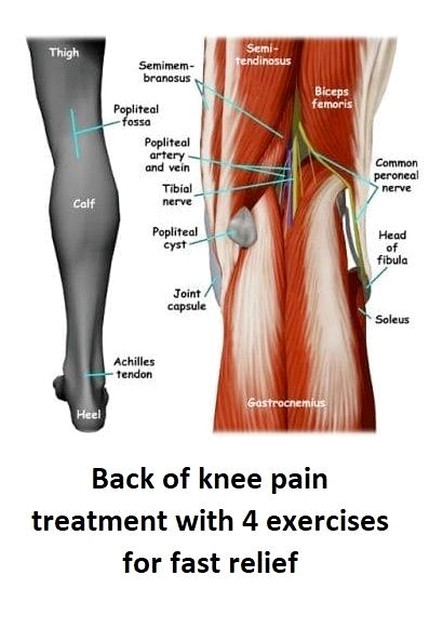 Thigh
Popliteal
fossa
Calf
Achilles
tendon
Heel
Semimem-
branosus
Semi-
tendinosus
Biceps
femoris
Popliteal
artery
and vein
Tibial
nerve
Popliteal
cyst
Joint
capsule
Common
peroneal
nerve
Head
of
fibula
Soleus
Gastrocnemius
Back of knee pain
treatment with 4 exercises
for fast relief